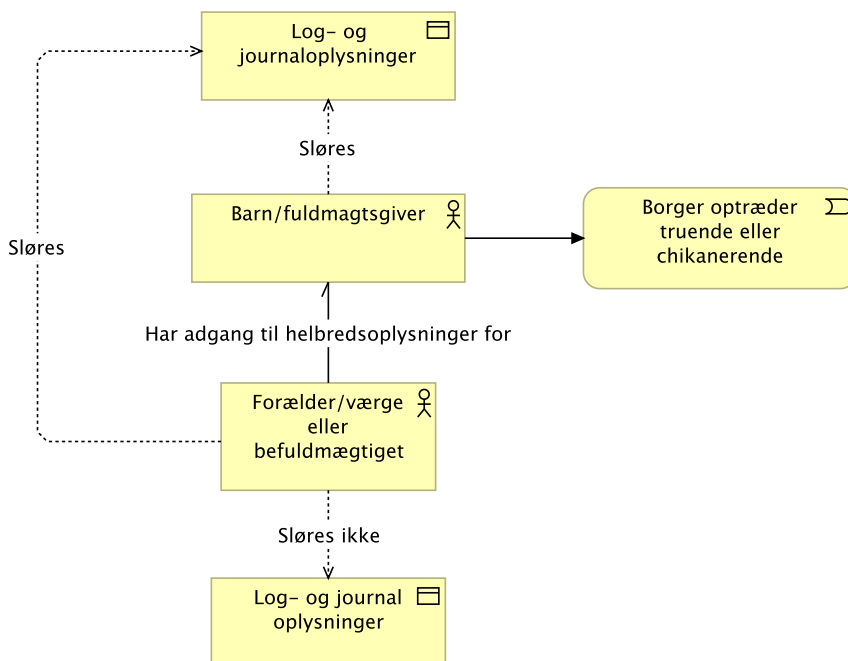 Log- og
journaloplysninger
Sløres
Barn/fuldmagtsgiver
Borger optræder
truende eller
chikanerende
Sløres
Har adgang til helbredsoplysninger for
Forælder/værge
eller
befuldmægtiget
Sløres ikke
Log- og journal
oplysninger